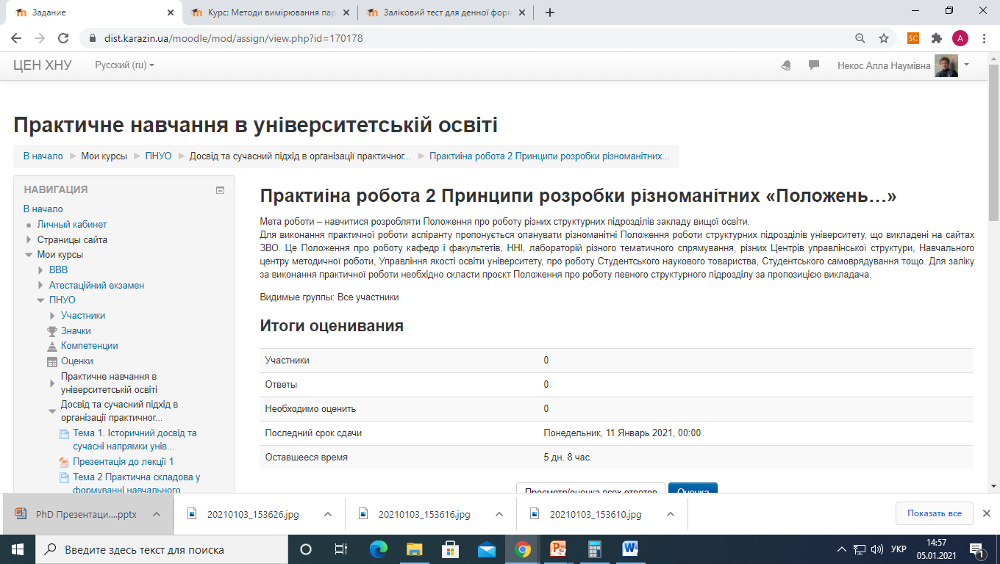 Задание
Курс: Методи вимірювання пар
Заліковий тест для денної форм
dist.karazin.ua/moodle/mod/assign/view.php?id=170178
SC
A
ЦЕН ХНУ
Русский (ru)
Некос Алла Наумівна
Практичне навчання в університетській освіті
В начало
Мои курсы
ПНУО
Досвід та сучасний підхід в організації практичног...
Практиіна робота 2 Принципи розробки різноманітних...
НАВИГАЦИЯ
В начало
Личный кабинет
Страницы сайта
Мои курсы
ВВВ
Атестаційний екзамен
ПНУО
Участники
Значки
Компетенции
Оценки
Практичне навчання в
університетській освіті
Досвід та сучасний підхід в
організації практичног...
Тема 1. Історичний досвід та
сучасні напрямки унів...
Презентація до лекції 1
Тема 2 Практична складова у
формуванні навчального
Практиіна робота 2 Принципи розробки різноманітних «Положень…»
Мета роботи – навчитися розробляти Положення про роботу різних структурних підрозділів закладу вищої освіти.
Для виконання практичної роботи аспіранту пропонується опанувати різноманітні Положення роботи структурних підрозділів університету, що викладені на сайтах
ЗВО. Це Положення про роботу кафедр і факультетів, ННІ, лабораторій різного тематичного спрямування, різних Центрів управлінської структури, Навчального
центру методичної роботи, Управління якості освіти університету, про роботу Студентського наукового товариства, Студентського самоврядування тощо. Для заліку
за виконання практичної роботи необхідно скласти проєкт Положення про роботу певного структурного підрозділу за пропозицією викладача.
Видимые группы: Все участники
Итоги оценивания
Участники 0
Ответы 0
Необходимо оценить 0
Последний срок сдачи Понедельник, 11 Январь 2021, 00:00
Оставшееся время 5 дн. 8 час.
Просмотр/оценка всех ответов
Оценка
PhD Презентаци....pptx
20210103_153626.jpg
20210103_153616.jpg
20210103_153610.jpg
Показать все
Введите здесь текст для поиска
УКР
14:57
05.01.2021
1